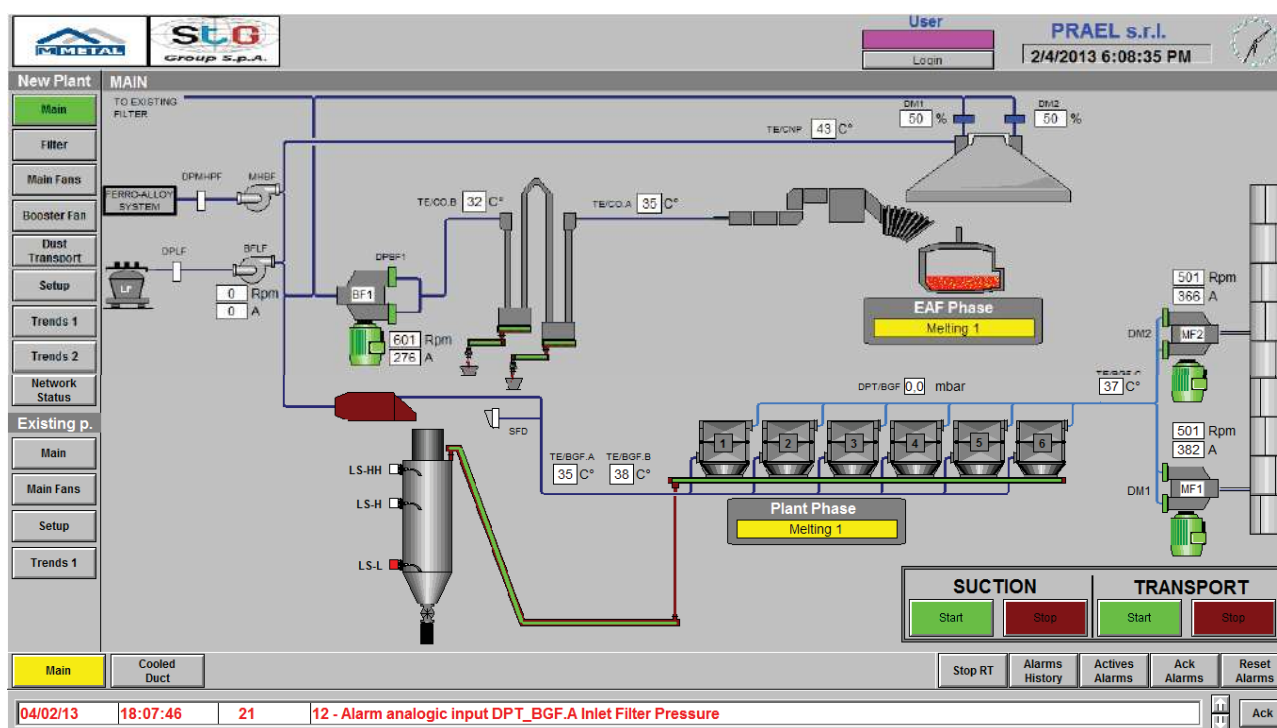 MMETAL
STG
Group S.p.A.
User
Login
PRAEL s.r.l.
2/4/2013 6:08:35 PM
New Plant
MAIN
Main
Filter
Main Fans
Booster Fan
Dust
Transport
Setup
Trends 1
Trends 2
Network
Status
Existing p.
Main
Main Fans
Setup
Trends 1
TO EXISTING
FILTER
DM1
50 %
DM2
50 %
TE/CNP 43 C°
FERRO-ALLOY
SYSTEM
DPMHPF
MHBF
TE/CO.B 32 C°
TE/CO.A 35 C°
LF
DPLF
BFLF
0 Rpm
0 A
DPBF1
BF1
601 Rpm
276 A
EAF Phase
Melting 1
501 Rpm
366 A
DM2
MF2
DPT/BGF 0,0 mbar
TE/BGF.C
37 C°
SFD
TE/BGF.A
35 C°
TE/BGF.B
38 C°
1
2
3
4
5
6
501 Rpm
382 A
DM1
MF1
LS-HH
LS-H
LS-L
Plant Phase
Melting 1
SUCTION
Start
Stop
TRANSPORT
Start
Stop
Main
Cooled
Duct
Stop RT
Alarms
History
Actives
Alarms
Ack
Alarms
Reset
Alarms
04/02/13 18:07:46 21 12 - Alarm analogic input DPT_BGF.A Inlet Filter Pressure
Ack